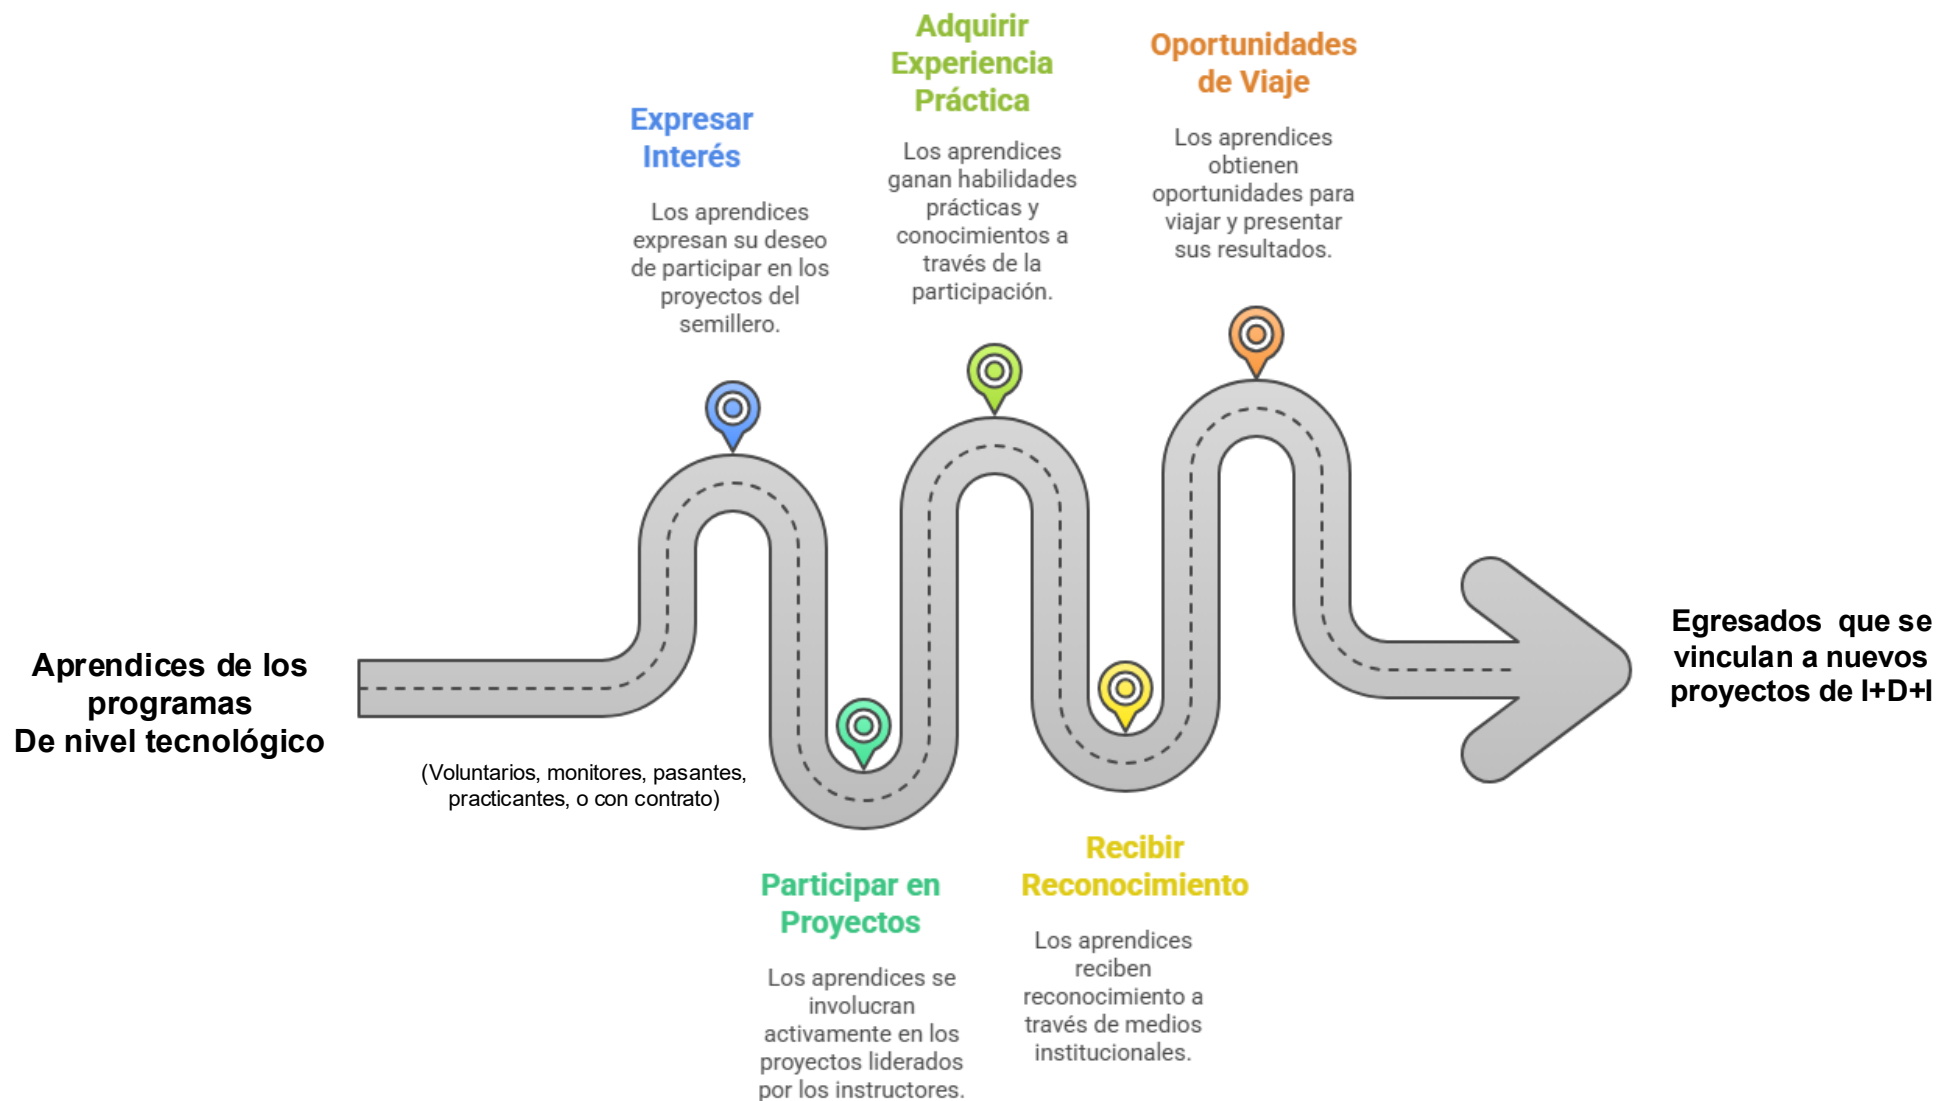 Aprendices de los
programas
De nivel tecnológico
Expresar
Interés
Los aprendices
expresan su deseo
de participar en los
proyectos del
semillero.
(Voluntarios, monitores, pasantes,
practicantes, o con contrato)
Participar en
Proyectos
Los aprendices se
involucran
activamente en los
proyectos liderados
por los instructores.
Adquirir
Experiencia
Práctica
Los aprendices
ganan habilidades
prácticas y
conocimientos a
través de la
participación.
Recibir
Reconocimiento
Los aprendices
reciben
reconocimiento a
través de medios
institucionales.
Oportunidades
de Viaje
Los aprendices
obtienen
oportunidades para
viajar y presentar
sus resultados.
Egresados que se
vinculan a nuevos
proyectos de I+D+I